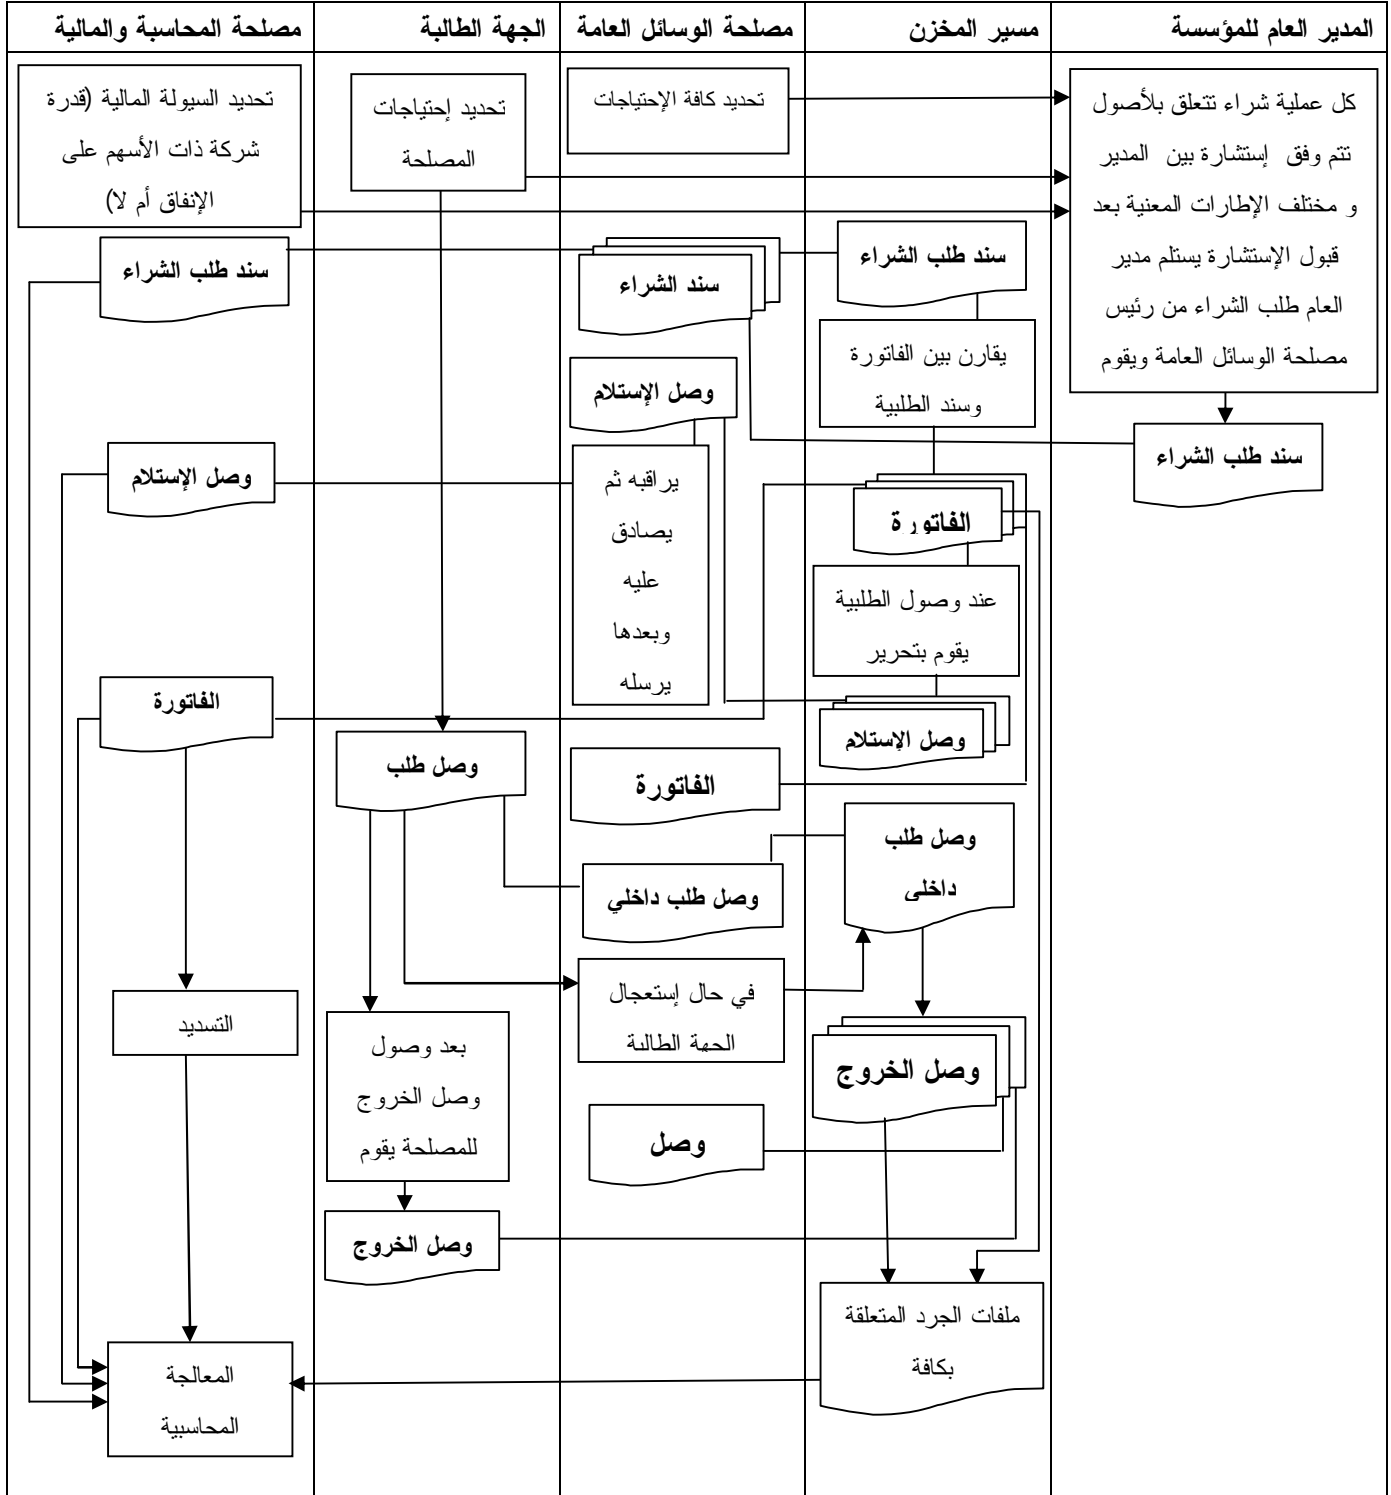 المدير العام للمؤسسة
مسير المخزن
مصلحة الوسائل العامة
الجهة الطالبة
مصلحة المحاسبة والمالية
كل عملية شراء تتعلق بلأصول
تتم وفق إستشارة بين المدير
و مختلف الإطارات المعنية بعد
قبول الإستشارة يستلم مدير
العام طلب الشراء من رئيس
مصلحة الوسائل العامة ويقوم
سند طلب الشراء
سند طلب الشراء
يقارن بين الفاتورة
وسند الطلبية
الفاتورة
عند وصول الطلبية
يقوم بتحرير
وصل الإستلام
وصل طلب
داخلي
وصل الخروج
ملفات الجرد المتعلقة
بكافة
تحديد كافة الإحتياجات
سند الشراء
وصل الإستلام
يراقبه ثم
يصادق
عليه
وبعدها
يرسله
الفاتورة
وصل طلب داخلي
في حال إستعجال
الجهة الطالبة
وصل
تحديد إحتياجات
المصلحة
وصل طلب
بعد وصول
وصل الخروج
للمصلحة يقوم
وصل الخروج
تحديد السيولة المالية (قدرة
شركة ذات الأسهم على
الإنفاق أم لا)
سند طلب الشراء
وصل الإستلام
الفاتورة
التسديد
المعالجة
المحاسبية